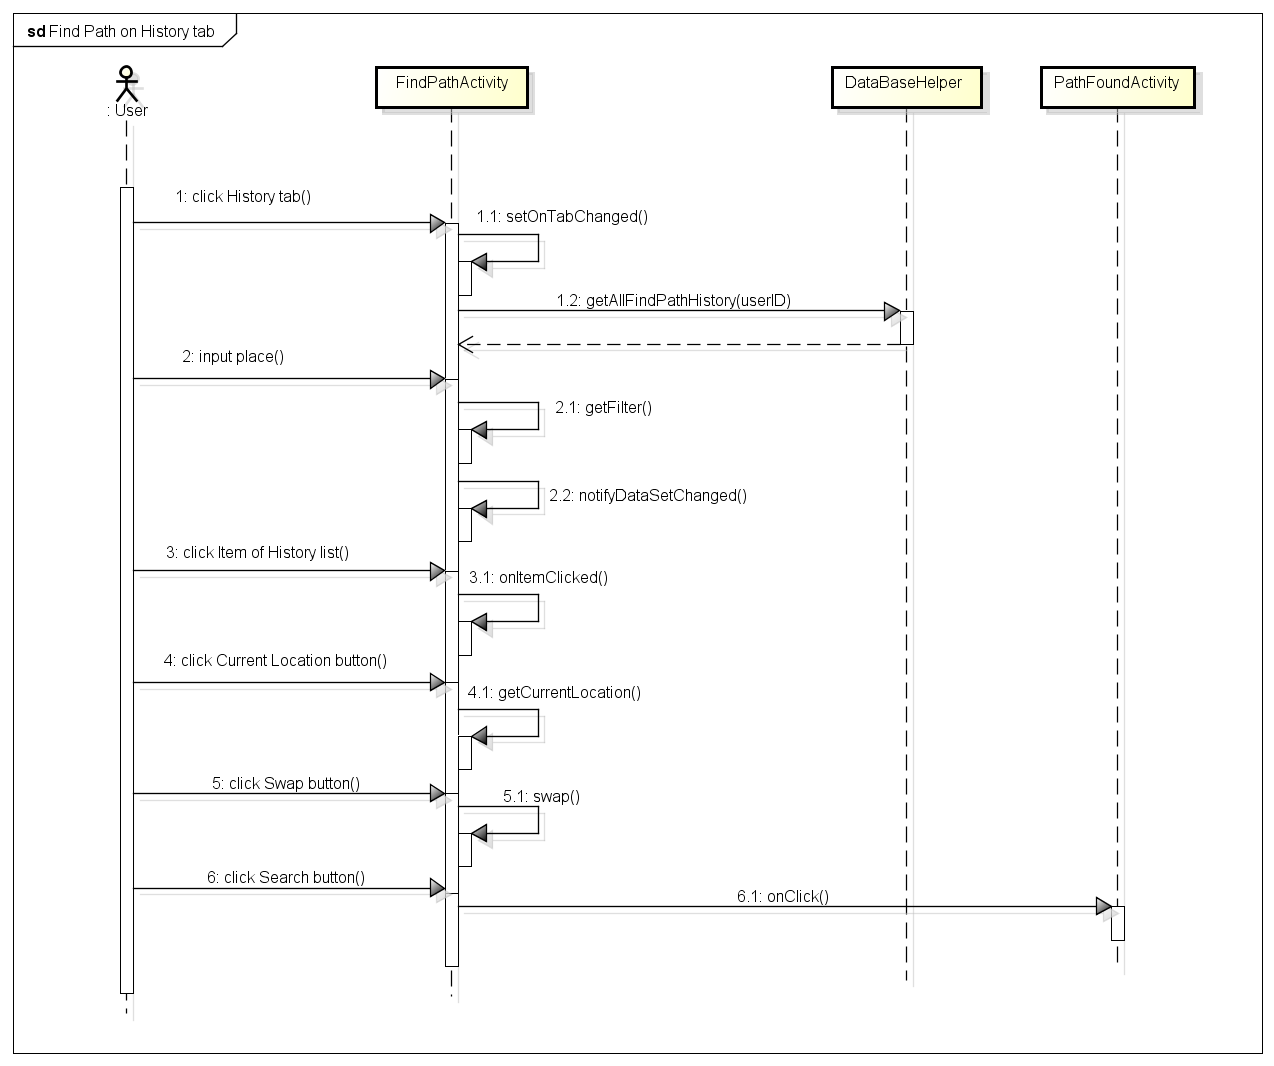 sd Find Path on History tab
: User
FindPathActivity
DataBaseHelper
PathFoundActivity
1: click History tab()
1.1: setOnTabChanged()
1.2: getAllFindPathHistory(userID)
2: input place()
2.1: getFilter()
2.2: notifyDataSetChanged()
3: click Item of History list()
3.1: onItemClicked()
4: click Current Location button()
4.1: getCurrentLocation()
5: click Swap button()
5.1: swap()
6: click Search button()
6.1: onClick()